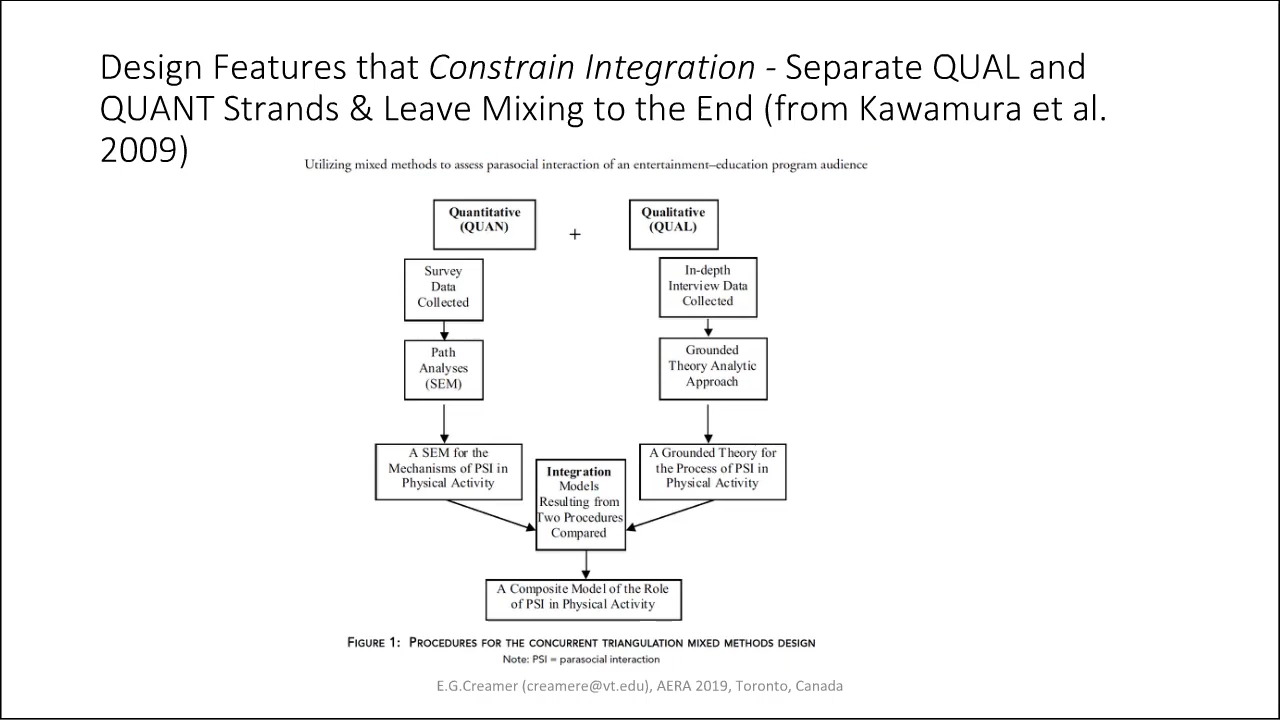 Design Features that Constrain Integration - Separate QUAL and
QUANT Strands & Leave Mixing to the End (from Kawamura et al.
2009)
Utilizing mixed methods to assess parasocial interaction of an entertainment–education program audience
Quantitative
(QUAN)
+
Qualitative
(QUAL)
Survey
Data
Collected
In-depth
Interview Data
Collected
Path
Analyses
(SEM)
Grounded
Theory Analytic
Approach
A SEM for the
Mechanisms of PSI in
Physical Activity
A Grounded Theory for
the Process of PSI in
Physical Activity
Integration
Models
Resulting from
Two Procedures
Compared
A Composite Model of the Role
of PSI in Physical Activity
FIGURE 1: PROCEDURES FOR THE CONCURRENT TRIANGULATION MIXED METHODS DESIGN
Note: PSI = parasocial interaction
E.G.Creamer (creamere@vt.edu), AERA 2019, Toronto, Canada